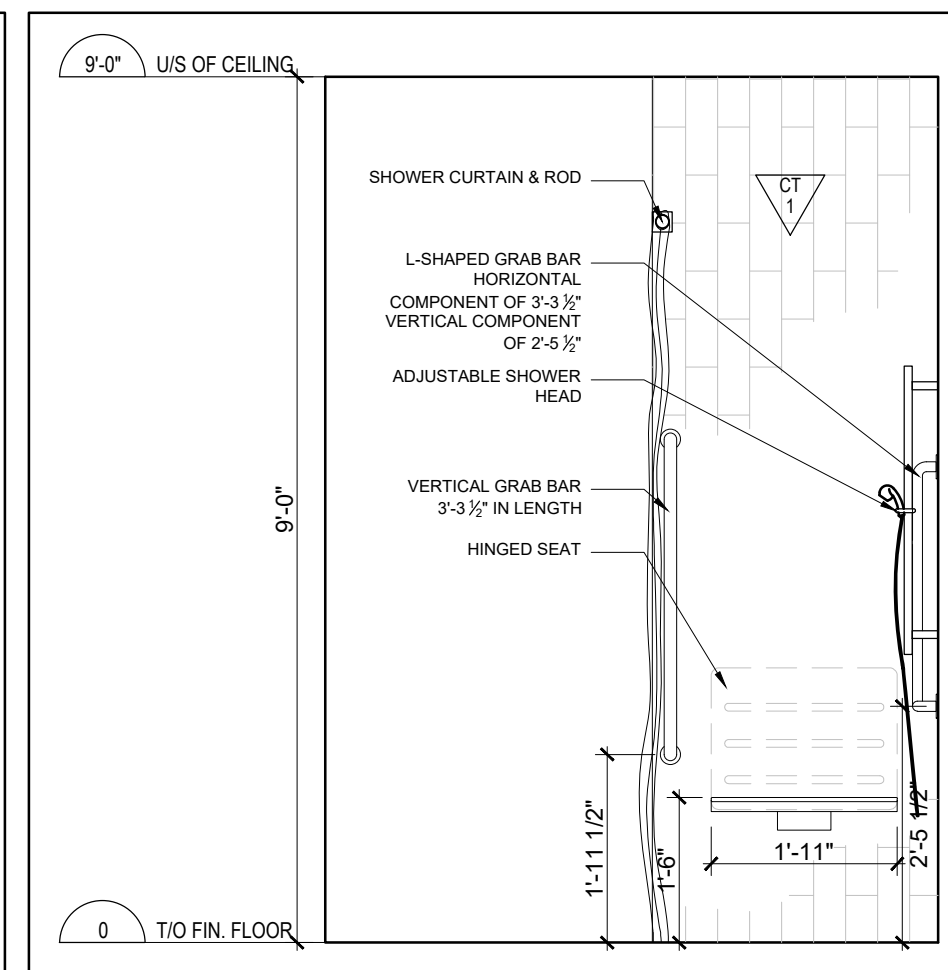 9'-0" U/S OF CEILING
SHOWER CURTAIN & ROD
CT
1
L-SHAPED GRAB BAR
HORIZONTAL
COMPONENT OF 3'-3 ½"
VERTICAL COMPONENT
OF 2'-5 ½"
ADJUSTABLE SHOWER
HEAD
VERTICAL GRAB BAR
3'-3 ½" IN LENGTH
HINGED SEAT
9'-0"
1'-11 1/2"
1'-6"
1'-11"
2'-5 1/2"
0 T/O FIN. FLOOR